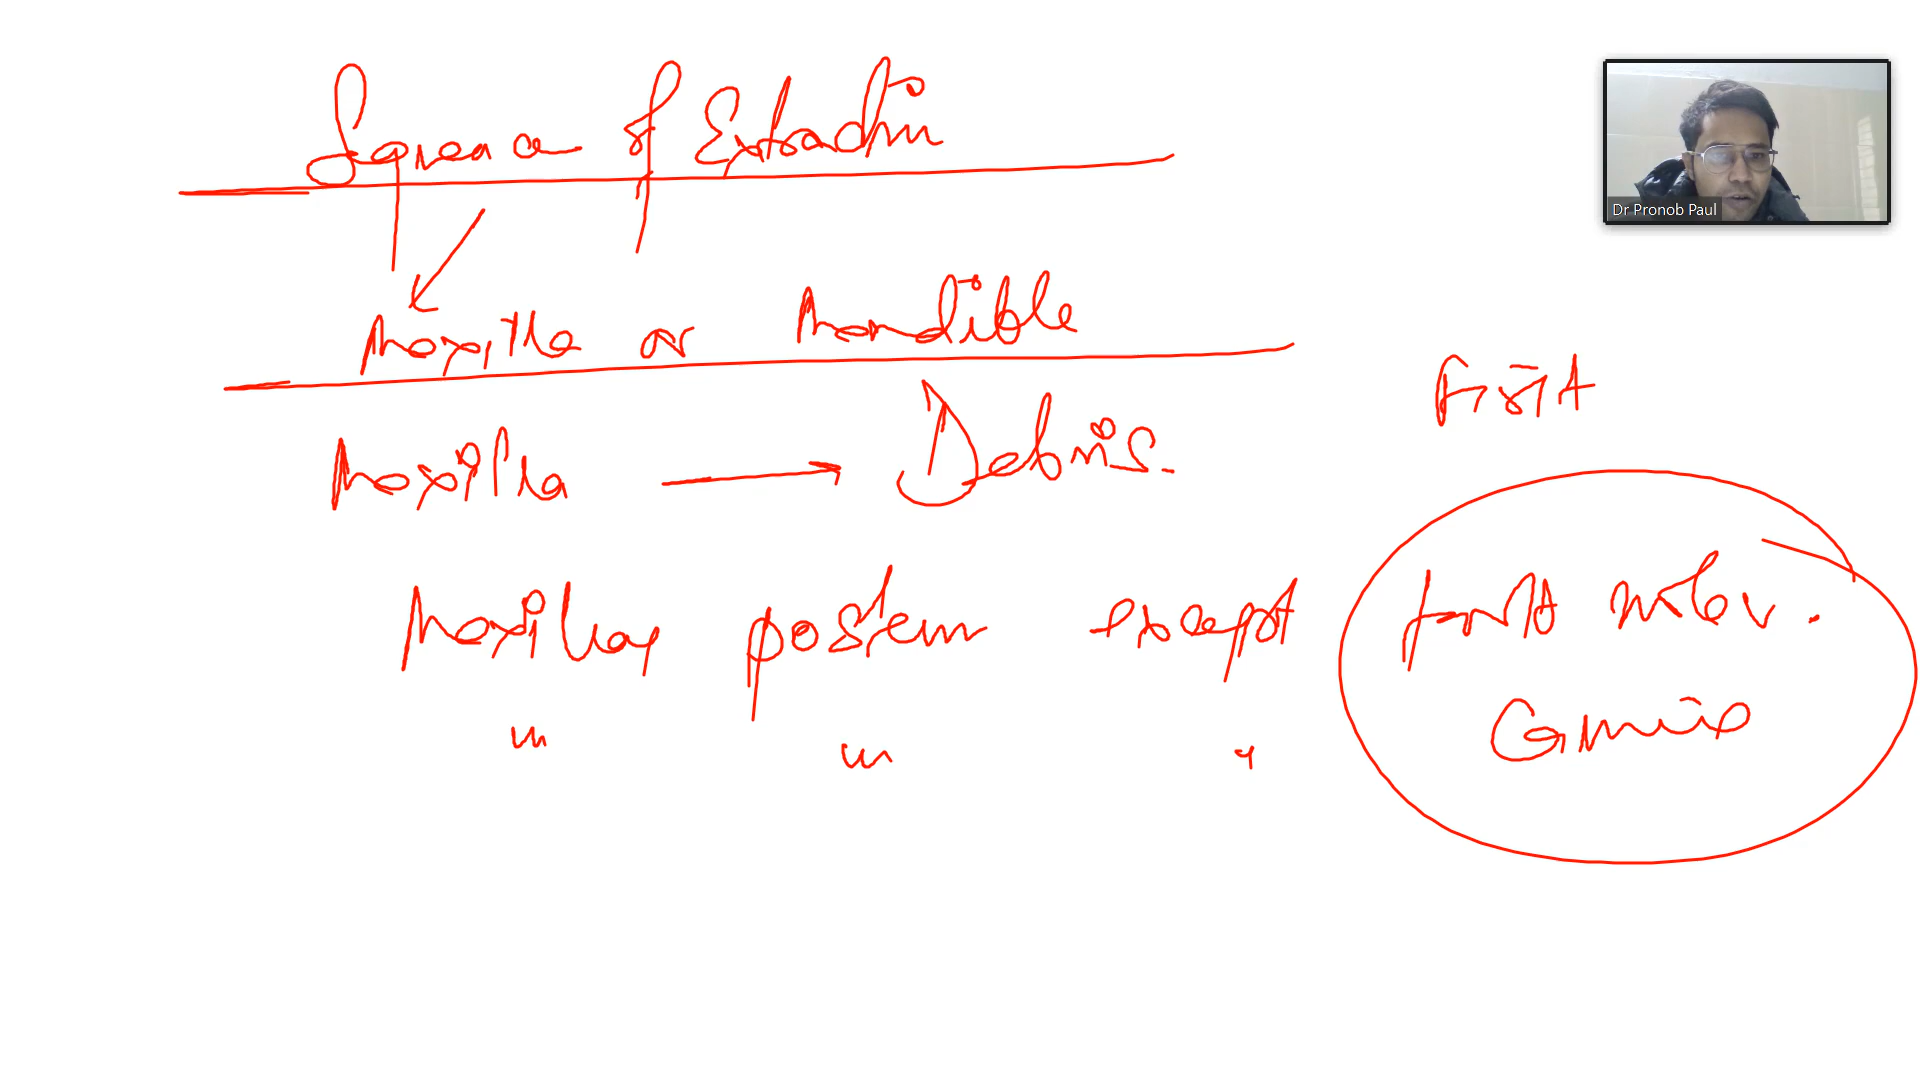 Sequence of Extraction
Dr Pronob Paul
Maxilla or Mandible
First
Maxilla → Debris.
Maxillary posterior except first molar.
Canine